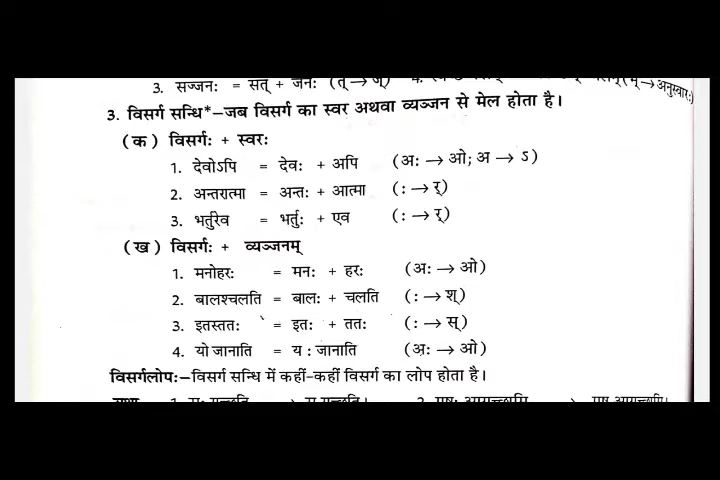 3. सज्जनः = सत् + जनः (त् → ज्) (म् → अनुस्वारः)
3. विसर्ग सन्धि* – जब विसर्ग का स्वर अथवा व्यञ्जन से मेल होता है।
(क) विसर्गः + स्वरः
1. देवोऽपि = देवः + अपि (अः → ओ; अ → ऽ)
2. अन्तरात्मा = अन्तः + आत्मा (: → र्)
3. भर्तुरेव = भर्तुः + एव (: → र्)
(ख) विसर्गः + व्यञ्जनम्
1. मनोहरः = मनः + हरः (अः → ओ)
2. बालश्चलति = बालः + चलति (: → श्)
3. इतस्ततः = इतः + ततः (: → स्)
4. यो जानाति = य : जानाति (अः → ओ)
विसर्गलोपः– विसर्ग सन्धि में कहीं-कहीं विसर्ग का लोप होता है।